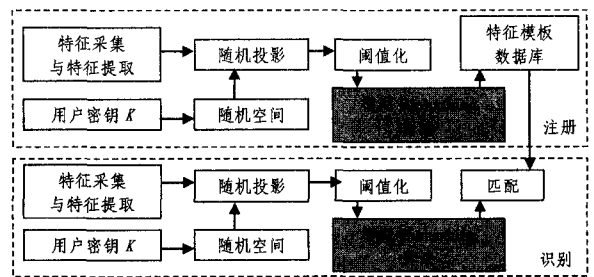 特征采集
与特征提取
随机投影
阈值化
特征模板
数据库
用户密钥 K
随机空间
注册
特征采集
与特征提取
随机投影
阈值化
匹配
用户密钥 K
随机空间
识别